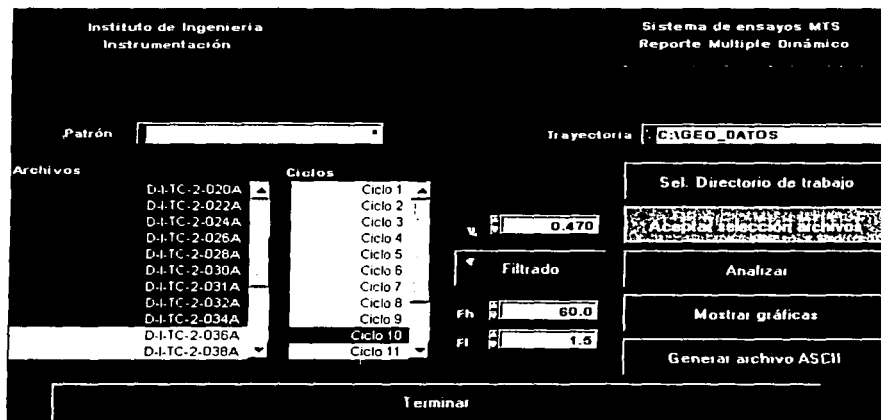 Instituto de Ingeniería
Instrumentación
Sistema de ensayos MTS
Reporte Multiple Dinámico
Patrón
Trayectoria
C:\GEO_DATOS
Archivos
D-I-TC-2-020A
D-I-TC-2-022A
D-I-TC-2-024A
D-I-TC-2-026A
D-I-TC-2-028A
D-I-TC-2-030A
D-I-TC-2-031A
D-I-TC-2-032A
D-I-TC-2-034A
D-I-TC-2-036A
D-I-TC-2-038A
Ciclos
Ciclo 1
Ciclo 2
Ciclo 3
Ciclo 4
Ciclo 5
Ciclo 6
Ciclo 7
Ciclo 8
Ciclo 9
Ciclo 10
Ciclo 11
0.470
Filtrado
Fh
60.0
Fl
1.5
Sel. Directorio de trabajo
Aceptar selección archivos
Analizar
Mostrar gráficas
Generar archivo ASCII
Terminar